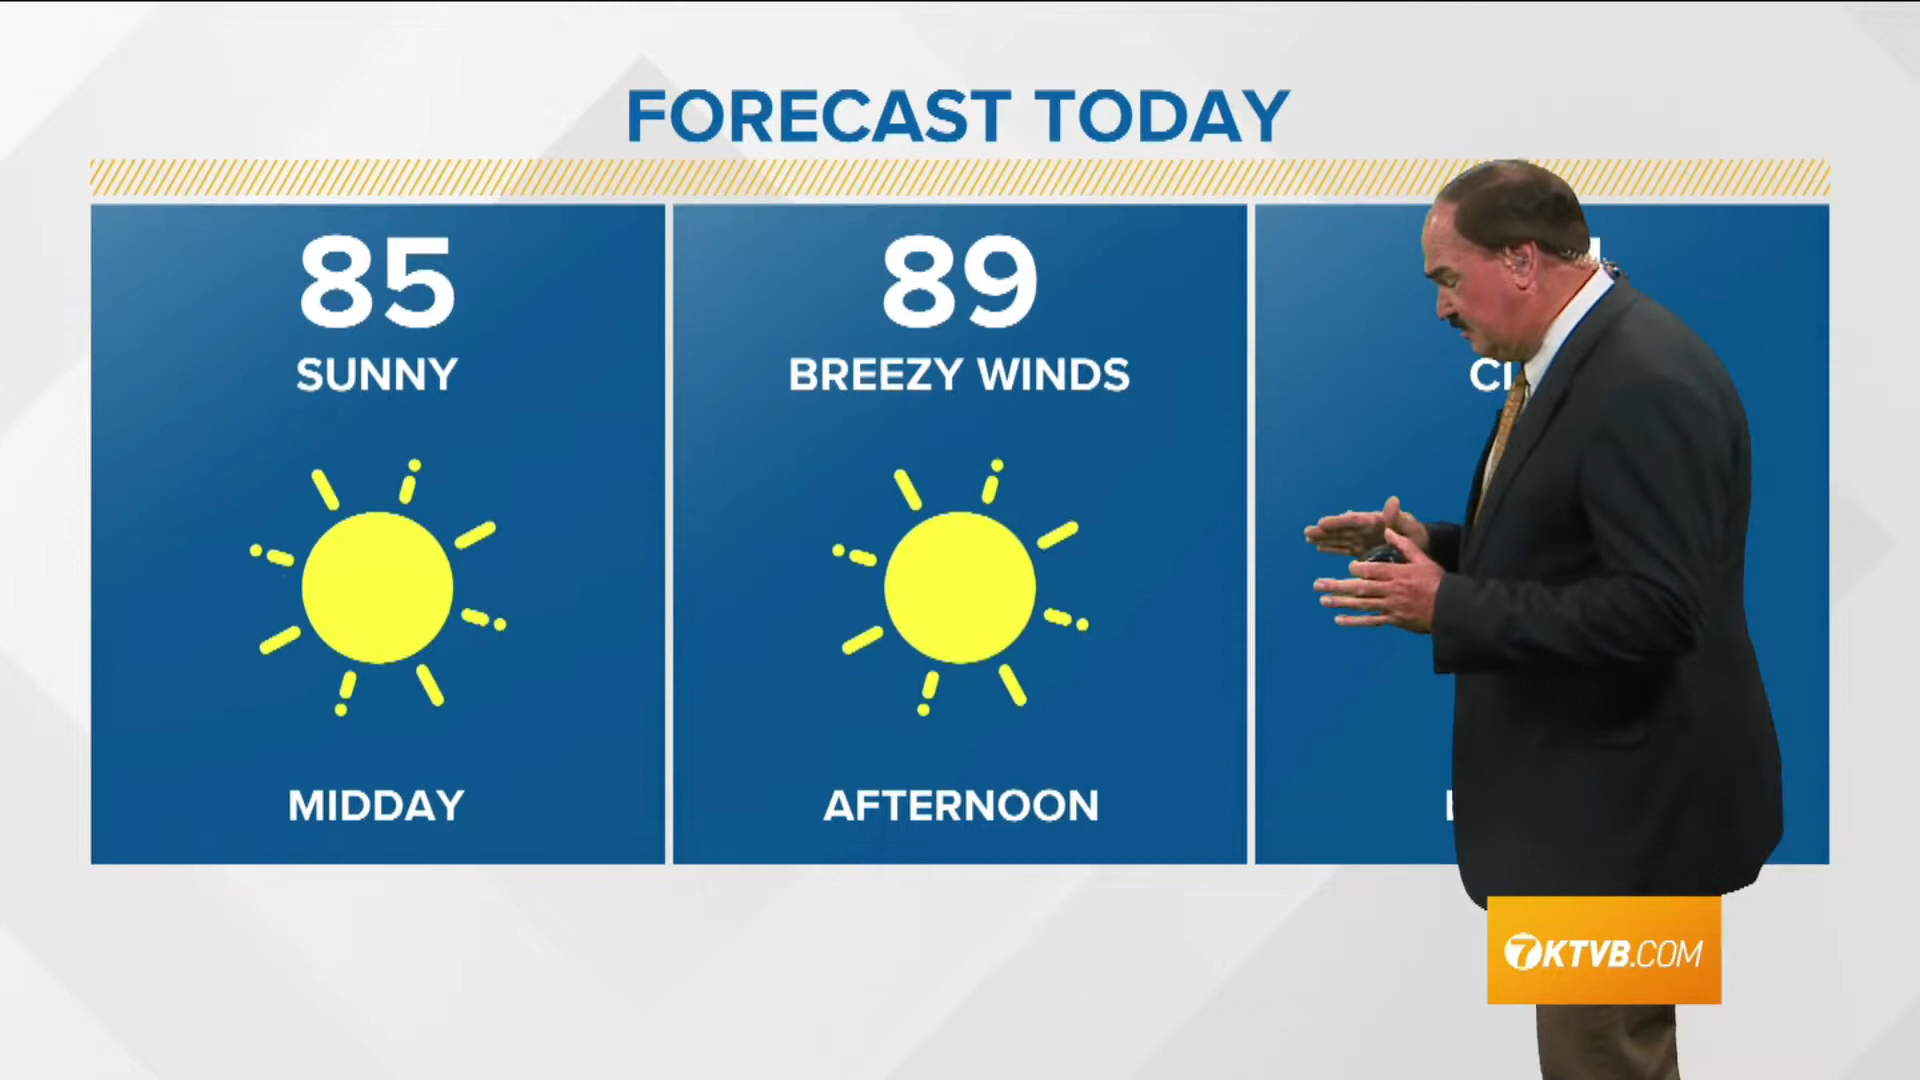 FORECAST TODAY
85
SUNNY
MIDDAY
89
BREEZY WINDS
AFTERNOON
7KTVB.COM